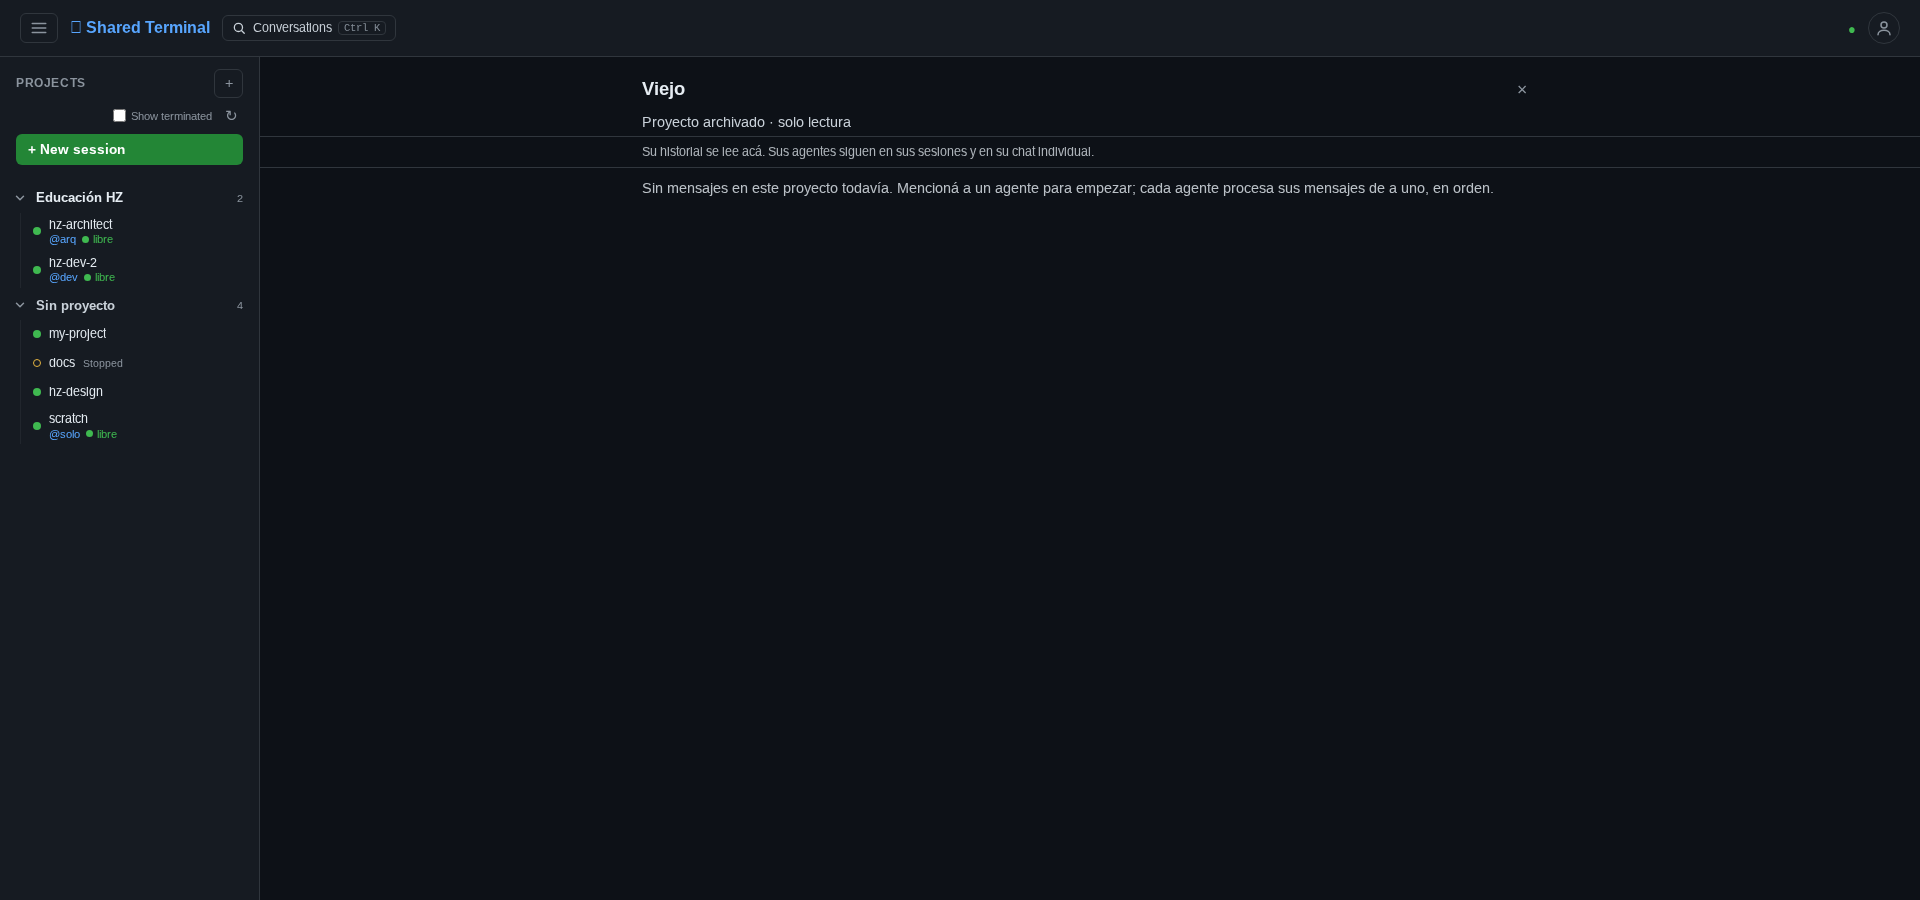 Shared Terminal
Conversations Ctrl K
PROJECTS
+
Show terminated
+ New session
Educación HZ 2
hz-architect
@arq libre
hz-dev-2
@dev libre
Sin proyecto 4
my-project
docs Stopped
hz-design
scratch
@solo libre
Viejo
Proyecto archivado · solo lectura
Su historial se lee acá. Sus agentes siguen en sus sesiones y en su chat individual.
Sin mensajes en este proyecto todavía. Mencioná a un agente para empezar; cada agente procesa sus mensajes de a uno, en orden.